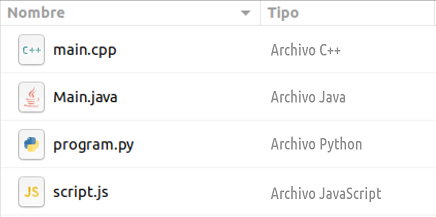 Nombre Tipo
C++ main.cpp Archivo C++
Main.java Archivo Java
program.py Archivo Python
JS script.js Archivo JavaScript